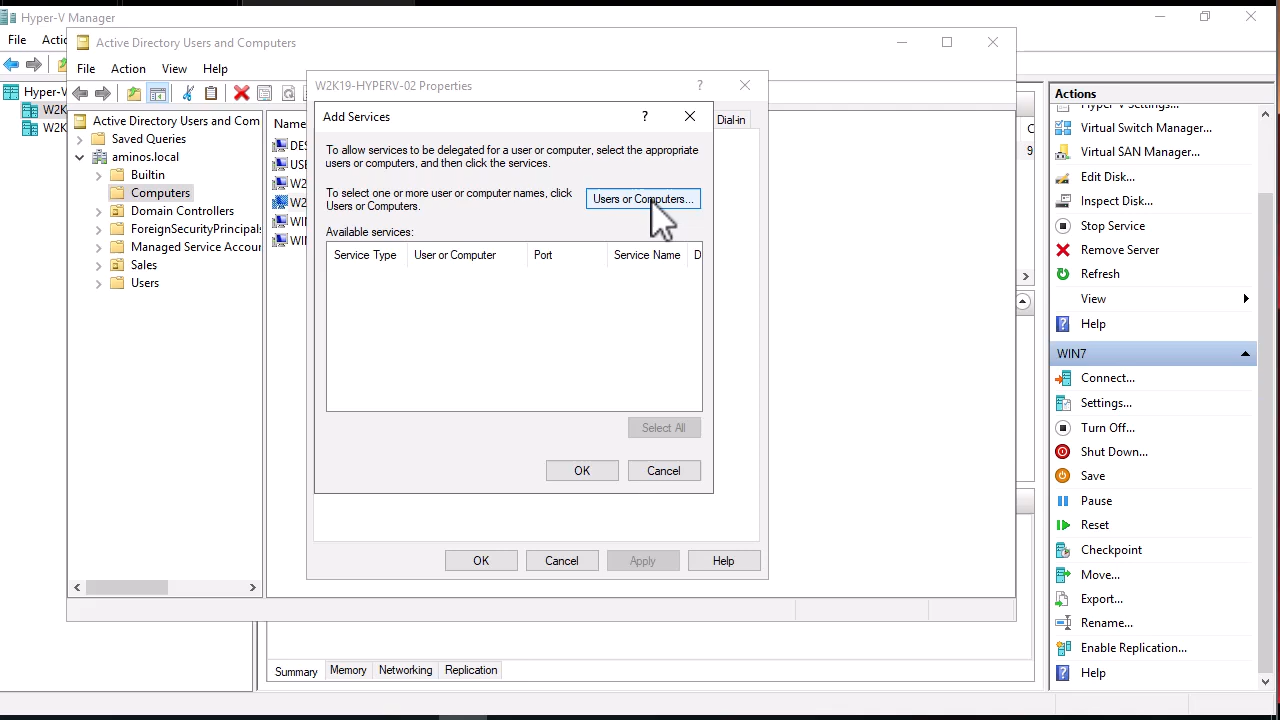 Hyper-V Manager
File
Active Directory Users and Computers
File Action View Help
Hyper-V
Active Directory Users and Com
Saved Queries
aminos.local
Builtin
Computers
Domain Controllers
ForeignSecurityPrincipals
Managed Service Accour
Sales
Users
Name
W2K19-HYPERV-02 Properties
?
Dial-in
Add Services
?
To allow services to be delegated for a user or computer, select the appropriate
users or computers, and then click the services.
To select one or more user or computer names, click
Users or Computers.
Users or Computers...
Available services:
Service Type User or Computer Port Service Name D
Select All
OK Cancel
OK Cancel Apply Help
Summary Memory Networking Replication
Actions
Hyper-V Settings...
Virtual Switch Manager...
Virtual SAN Manager...
Edit Disk...
Inspect Disk...
Stop Service
Remove Server
Refresh
View
Help
WIN7
Connect...
Settings...
Turn Off...
Shut Down...
Save
Pause
Reset
Checkpoint
Move...
Export...
Rename...
Enable Replication...
Help